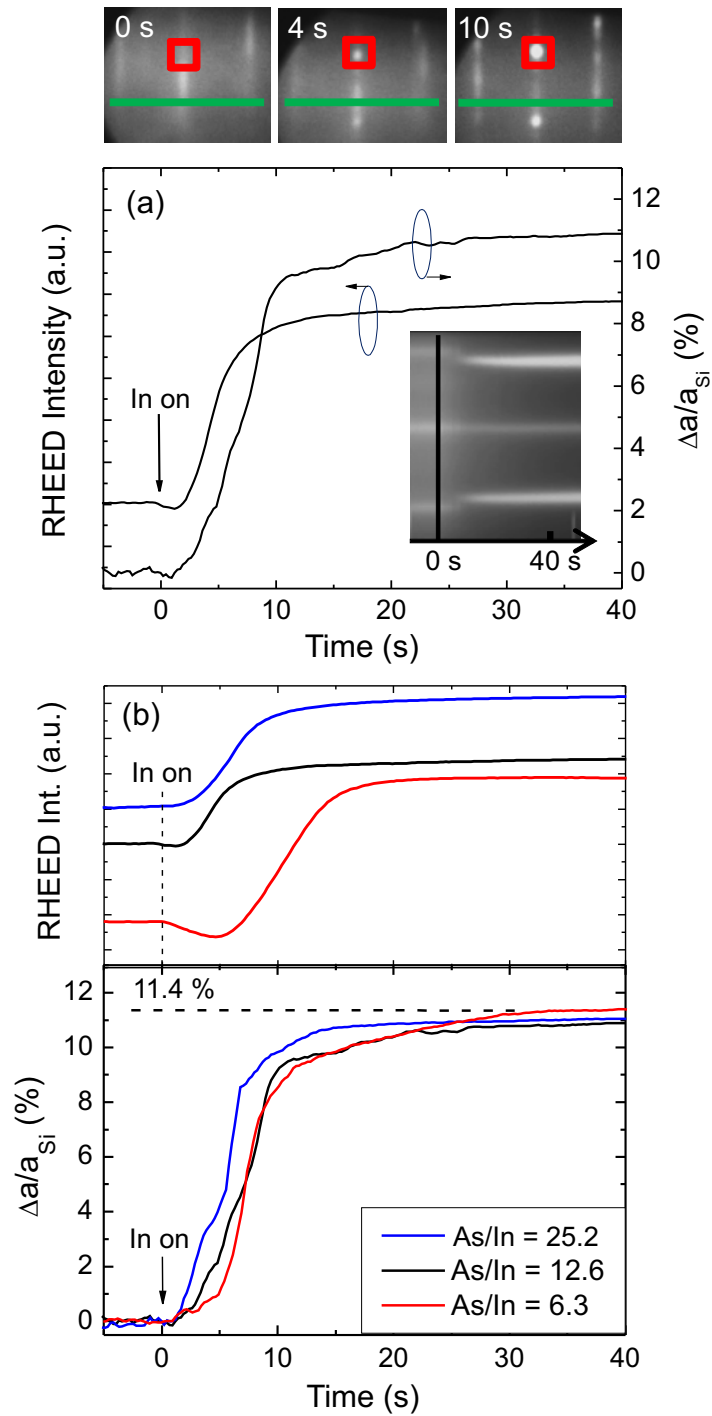 0 s
4 s
10 s
(a)
12
10
8
6
4
2
0
RHEED Intensity (a.u.)
Δa/a_Si (%)
In on
0 s
40 s
0
10
20
30
40
Time (s)
(b)
In on
RHEED Int. (a.u.)
11.4 %
12
10
8
6
4
2
0
Δa/a_Si (%)
In on
As/In = 25.2
As/In = 12.6
As/In = 6.3
0
10
20
30
40
Time (s)